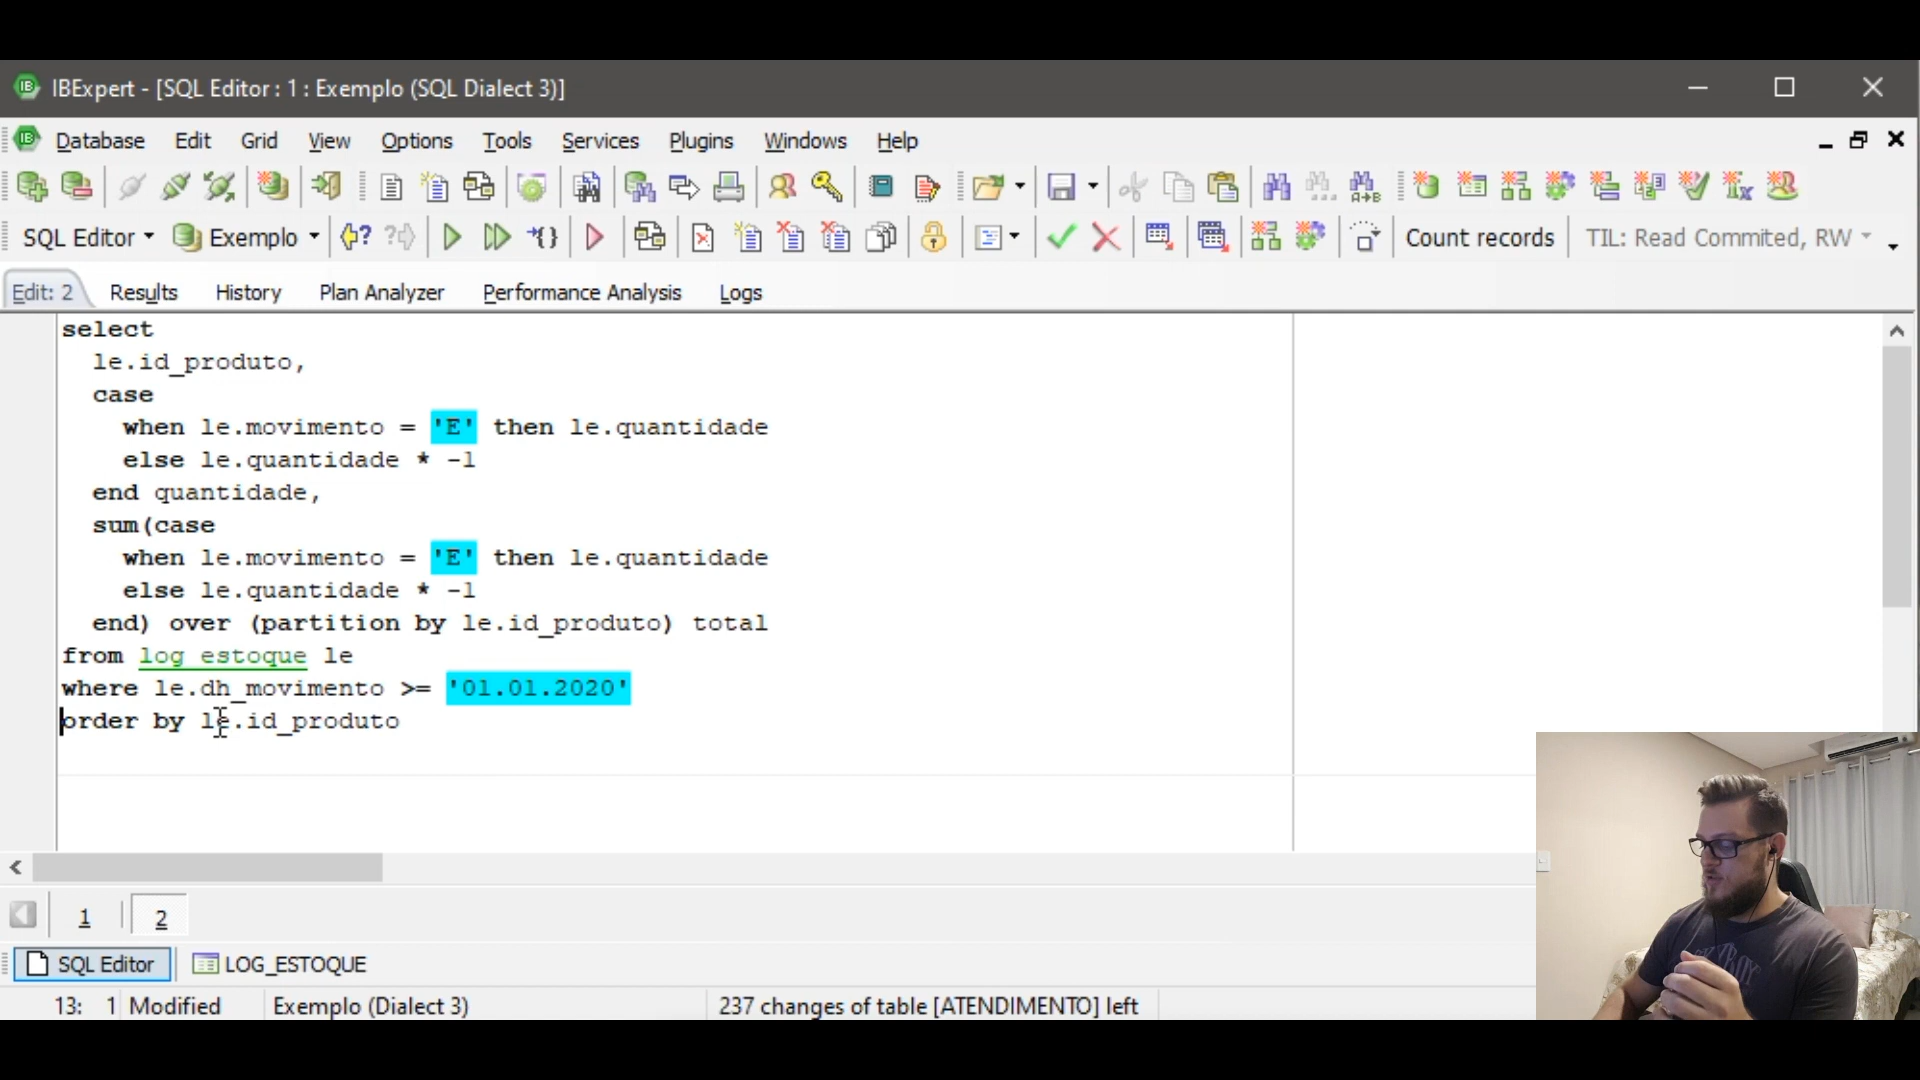 IBExpert - [SQL Editor : 1 : Exemplo (SQL Dialect 3)]
Database Edit Grid View Options Tools Services Plugins Windows Help
SQL Editor Exemplo Count records TIL: Read Commited, RW
Edit: 2 Results History Plan Analyzer Performance Analysis Logs
select
le.id_produto,
case
when le.movimento = 'E' then le.quantidade
else le.quantidade * -1
end quantidade,
sum(case
when le.movimento = 'E' then le.quantidade
else le.quantidade * -1
end) over (partition by le.id_produto) total
from log_estoque le
where le.dh_movimento >= '01.01.2020'
order by le.id_produto
1 2
SQL Editor LOG_ESTOQUE
13: 1 Modified Exemplo (Dialect 3) 237 changes of table [ATENDIMENTO] left